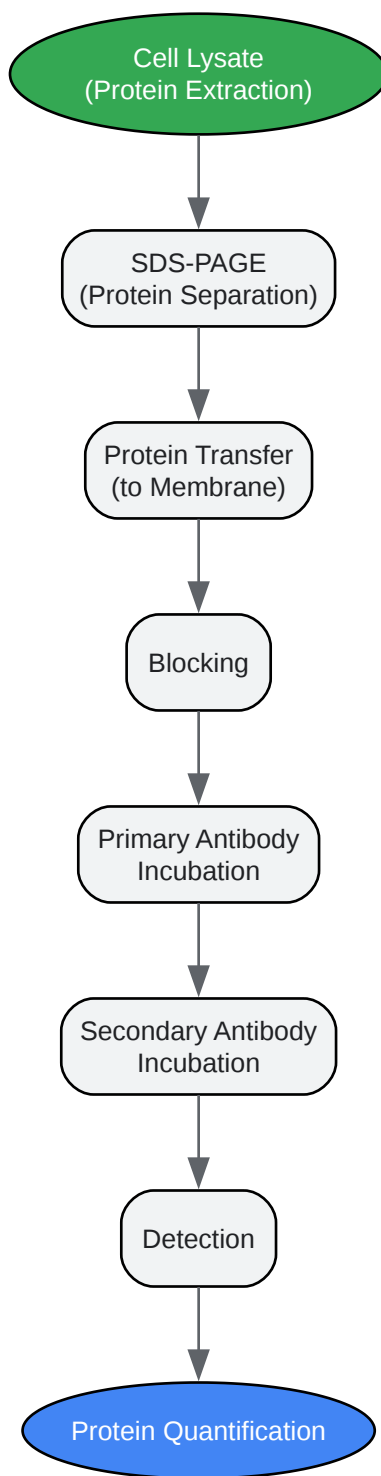 Cell Lysate
(Protein Extraction)
SDS-PAGE
(Protein Separation)
Protein Transfer
(to Membrane)
Blocking
Primary Antibody
Incubation
Secondary Antibody
Incubation
Detection
Protein Quantification